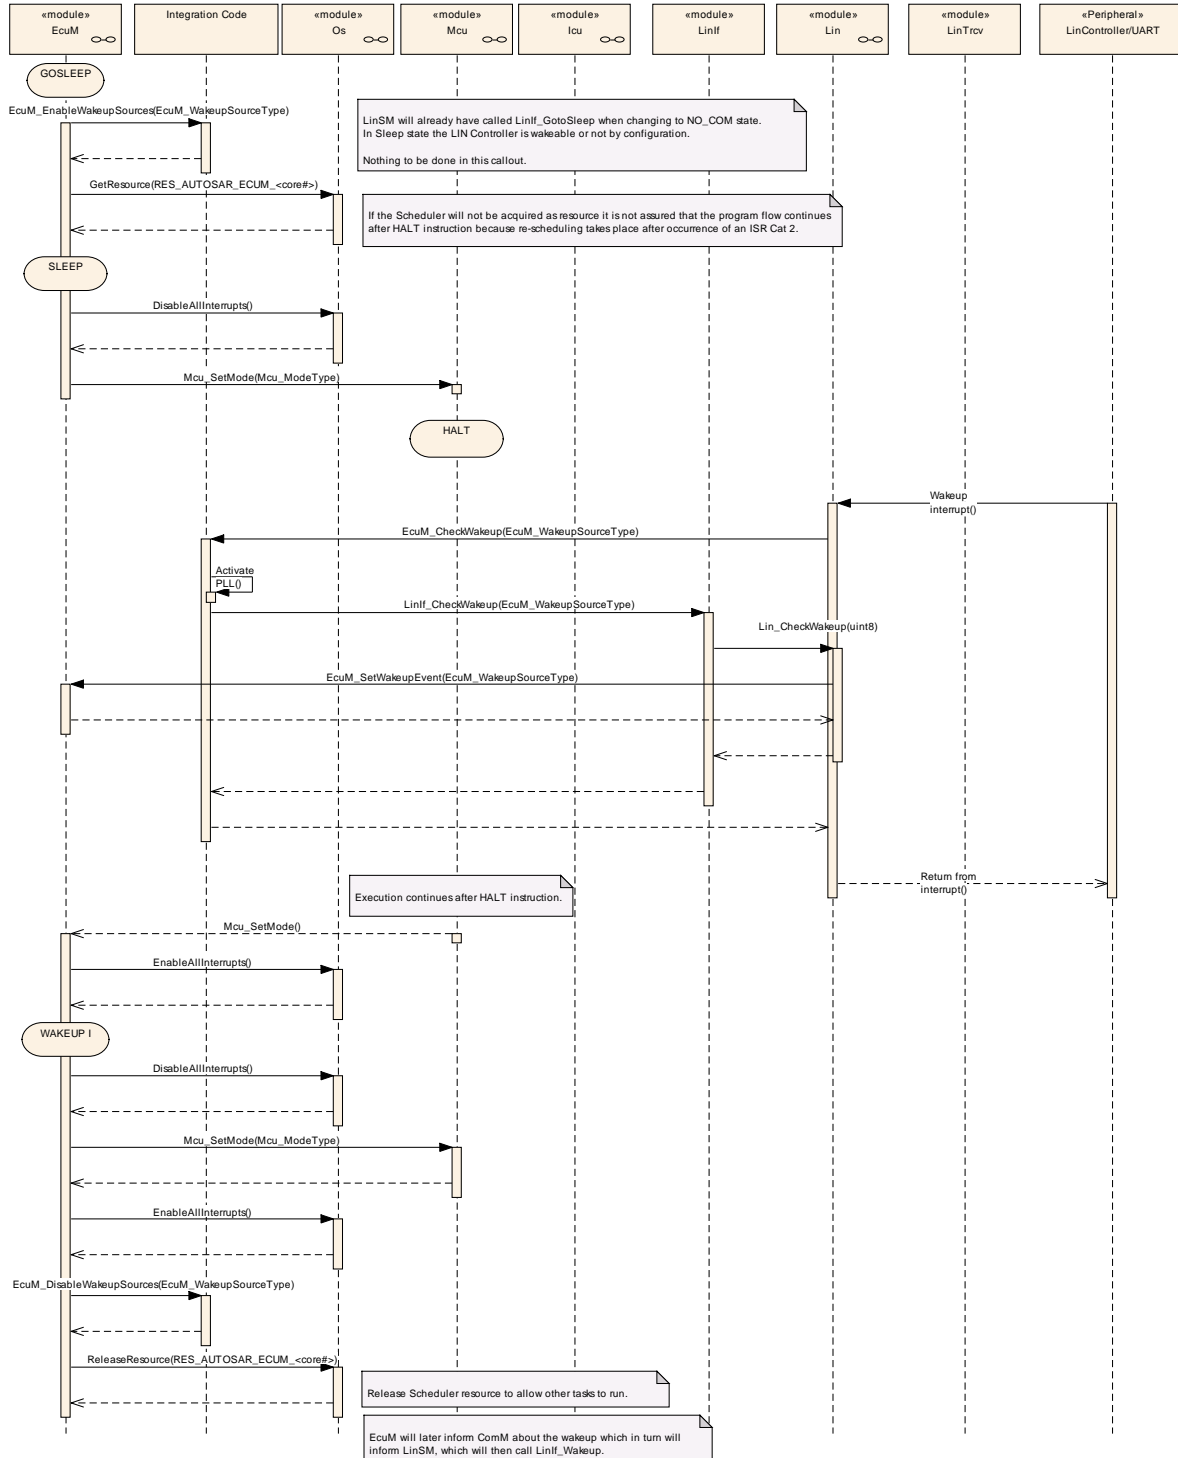 «module»
EcuM
Integration Code
«module»
Os
«module»
Mcu
«module»
Icu
«module»
LinIf
«module»
Lin
«module»
LinTrcv
«Peripheral»
LinController/UART
GOSLEEP
EcuM_EnableWakeupSources(EcuM_WakeupSourceType)
LinSM will already have called LinIf_GotoSleep when changing to NO_COM state.
In Sleep state the LIN Controller is wakeable or not by configuration.
Nothing to be done in this callout.
GetResource(RES_AUTOSAR_ECUM_<core#>)
If the Scheduler will not be acquired as resource it is not assured that the program flow continues
after HALT instruction because re-scheduling takes place after occurrence of an ISR Cat 2.
SLEEP
DisableAllInterrupts()
Mcu_SetMode(Mcu_ModeType)
HALT
Wakeup
interrupt()
EcuM_CheckWakeup(EcuM_WakeupSourceType)
Activate
PLL()
LinIf_CheckWakeup(EcuM_WakeupSourceType)
Lin_CheckWakeup(uint8)
EcuM_SetWakeupEvent(EcuM_WakeupSourceType)
Return from
interrupt()
Execution continues after HALT instruction.
Mcu_SetMode()
EnableAllInterrupts()
WAKEUP I
DisableAllInterrupts()
Mcu_SetMode(Mcu_ModeType)
EnableAllInterrupts()
EcuM_DisableWakeupSources(EcuM_WakeupSourceType)
ReleaseResource(RES_AUTOSAR_ECUM_<core#>)
Release Scheduler resource to allow other tasks to run.
EcuM will later inform ComM about the wakeup which in turn will
inform LinSM, which will then call LinIf_Wakeup.